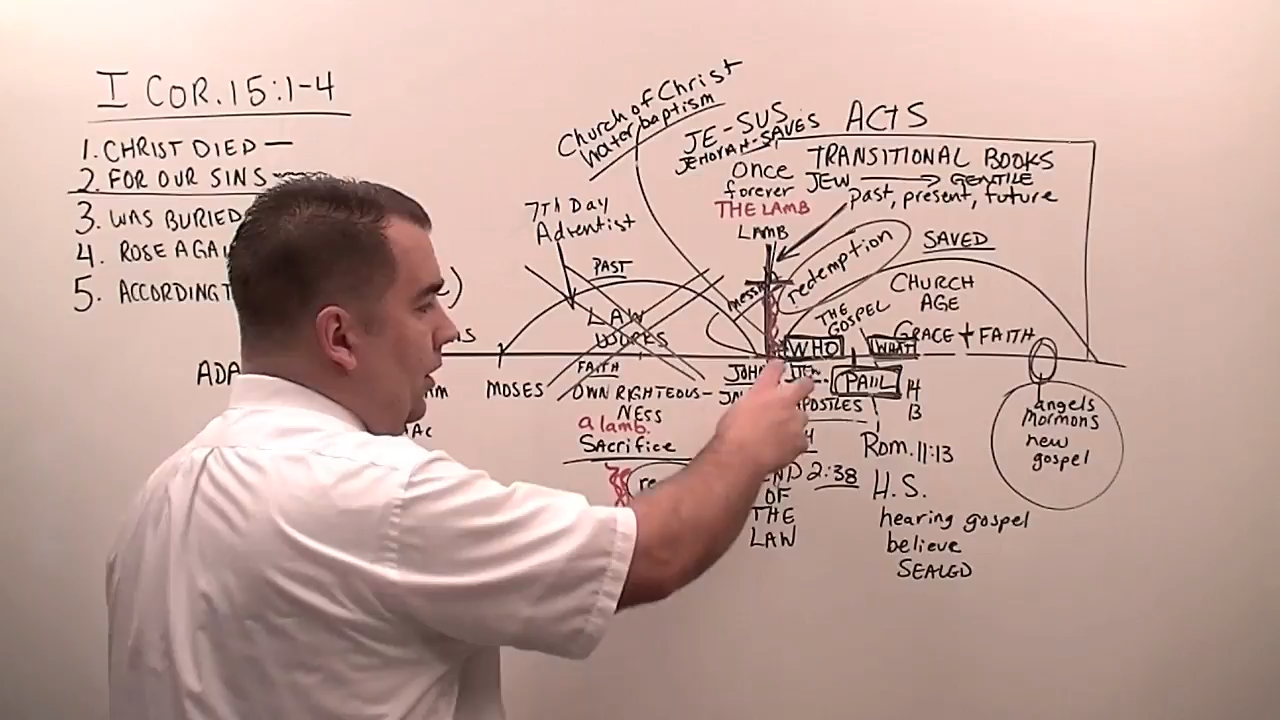 I COR. 15:1-4
1. CHRIST DIED —
2. FOR OUR SINS
3. WAS BURIED
4. ROSE AGA
5. ACCORDING T
ADA
MOSES
7TH DAY
Adventist
PAST
LAW
WORKS
FAITH
OWN RIGHTEOUS-
NESS
a lamb.
Sacrifice
re
Church of Christ
water baptism
JE-SUS
JEHOVAH-SAVES
Once
forever
THE LAMB
LAMB
redemption
ACTS
TRANSITIONAL BOOKS
JEW → GENTILE
Past, present, future
SAVED
CHURCH
AGE
THE
GOSPEL
GRACE + FAITH
WHO
WHAT
JOHN
PAUL
14
13
2:38
OF
THE
LAW
Rom. 11:13
H.S.
hearing gospel
believe
SEALED
angels
Mormons
new
gospel